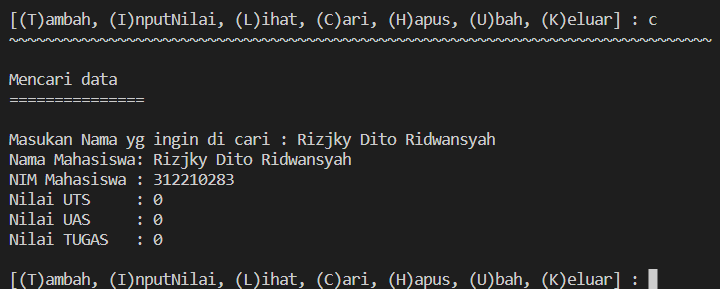 [(T)ambah, (I)nputNilai, (L)ihat, (C)ari, (H)apus, (U)bah, (K)eluar] : c
~~~~~~~~~~~~~~~~~~~~~~~~~~~~~~~~~~~~~~~~~~~~~~~~~~~~~~~~~~~~~~~~~~~~~~~~~~~~~~
Mencari data
===============
Masukan Nama yg ingin di cari : Rizjky Dito Ridwansyah
Nama Mahasiswa: Rizjky Dito Ridwansyah
NIM Mahasiswa : 312210283
Nilai UTS     : 0
Nilai UAS     : 0
Nilai TUGAS   : 0
[(T)ambah, (I)nputNilai, (L)ihat, (C)ari, (H)apus, (U)bah, (K)eluar] :